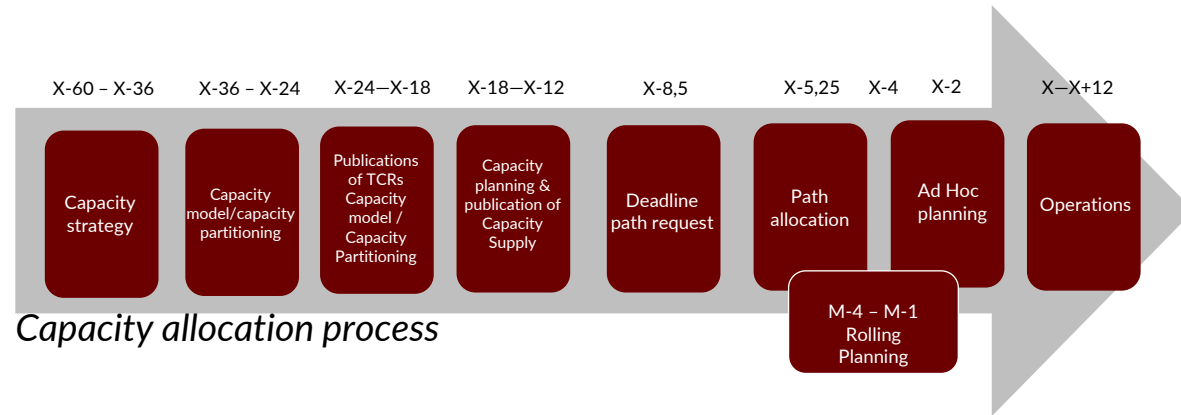 X-60 – X-36
X-36 – X-24
X-24—X-18
X-18—X-12
X-8,5
X-5,25
X-4
X-2
X—X+12
Capacity
strategy
Capacity
model/capacity
partitioning
Publications
of TCRs
Capacity
model /
Capacity
Partitioning
Capacity
planning &
publication of
Capacity
Supply
Deadline
path request
Path
allocation
Ad Hoc
planning
Operations
M-4 – M-1
Rolling
Planning
Capacity allocation process